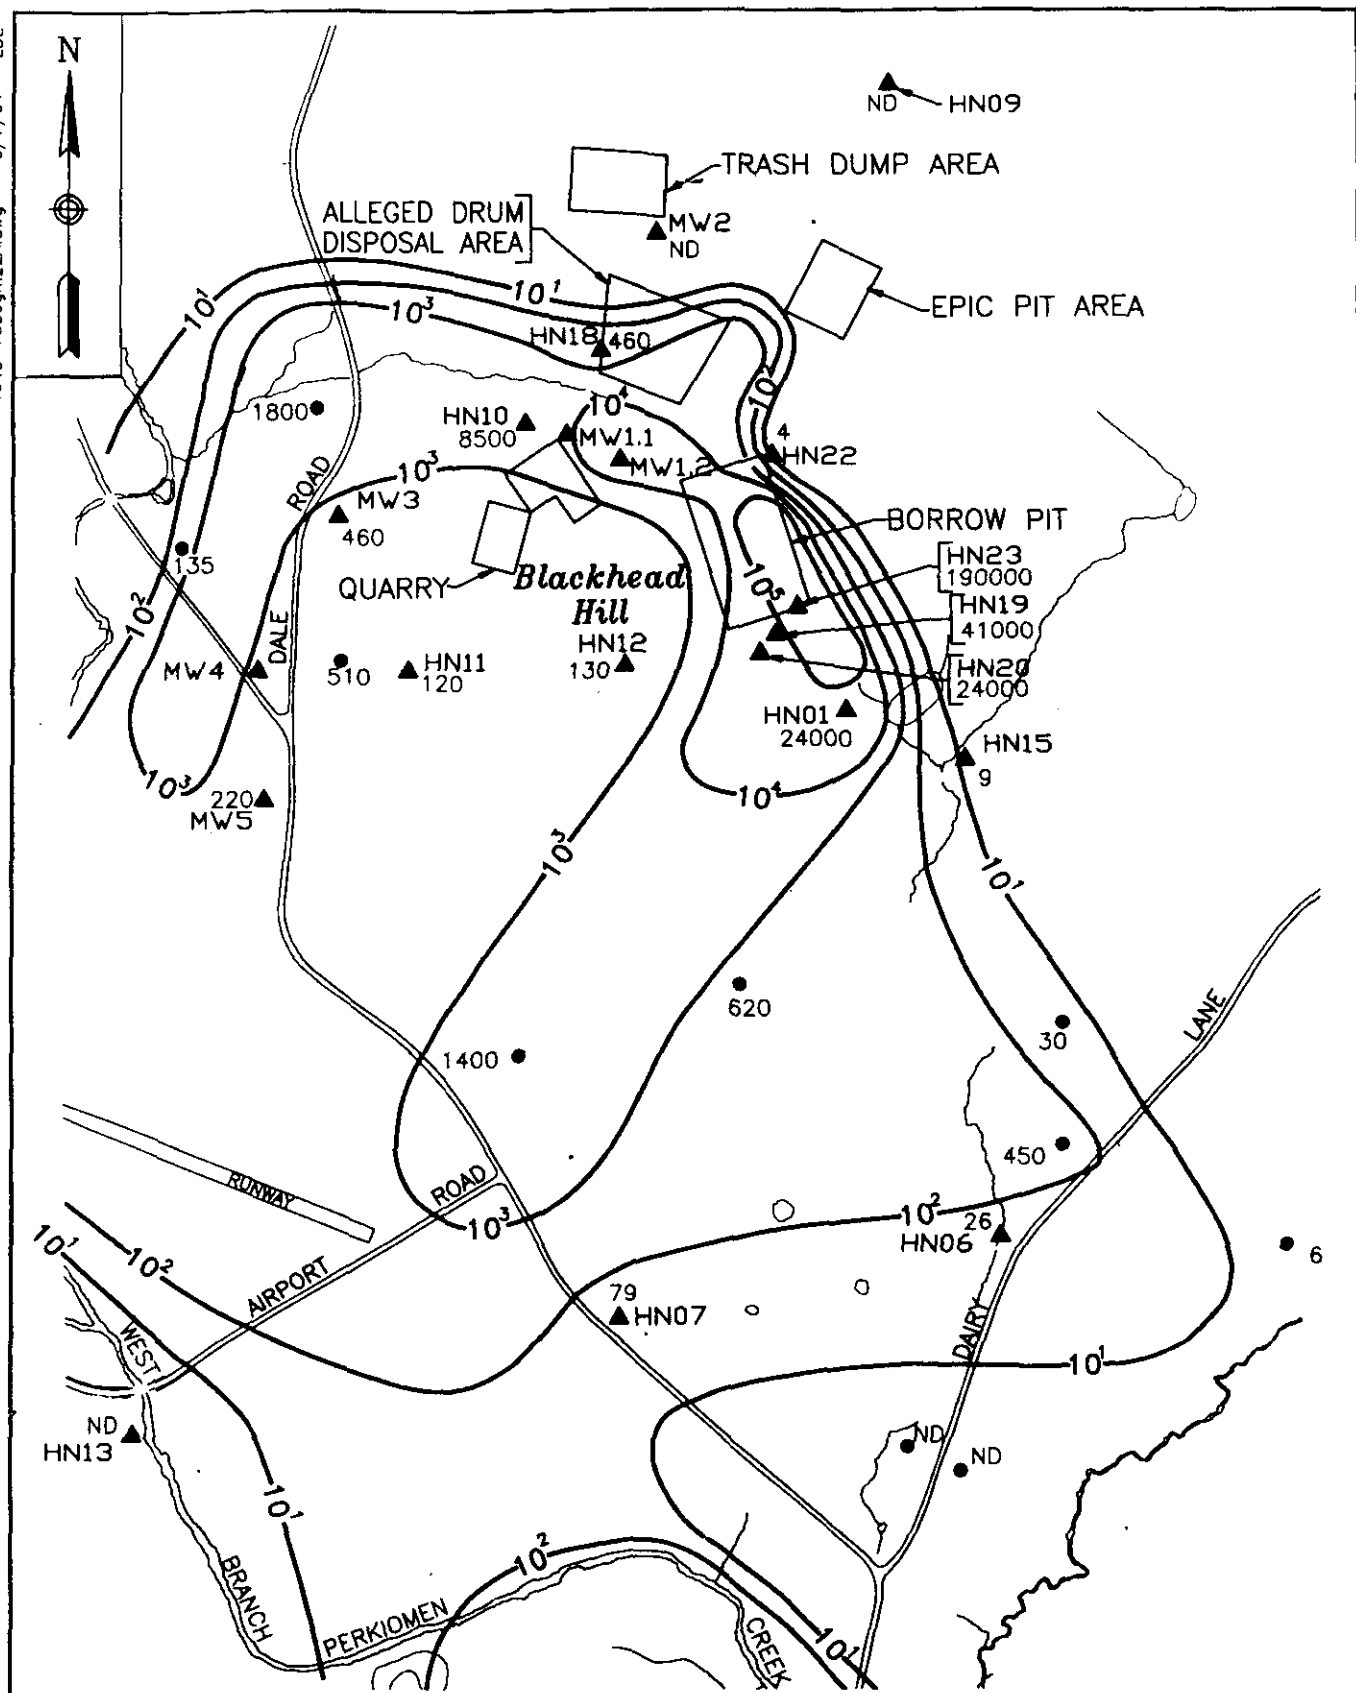 N
ND
HN09
TRASH DUMP AREA
ALLEGED DRUM
DISPOSAL AREA
MW2
ND
EPIC PIT AREA
10¹
10¹
10³
HN18
460
10²
10⁴
1800
HN10
8500
MW1.1
MW1.2
4
HN22
10³
MW3
460
ROAD
BORROW PIT
135
QUARRY
Blackhead
Hill
10⁵
HN23
190000
HN19
41000
HN20
24000
10²
DALE
MW4
510
HN11
120
HN12
130
HN01
24000
HN15
9
10³
220
MW5
10⁴
10³
10¹
620
30
LANE
1400
450
RUNWAY
ROAD
10³
10²
26
HN06
6
10¹
10²
AIRPORT
79
HN07
DAIRY
WEST
10¹
ND
HN13
ND
ND
10¹
10²
BRANCH
PERKIOMEN
CREEK
10¹